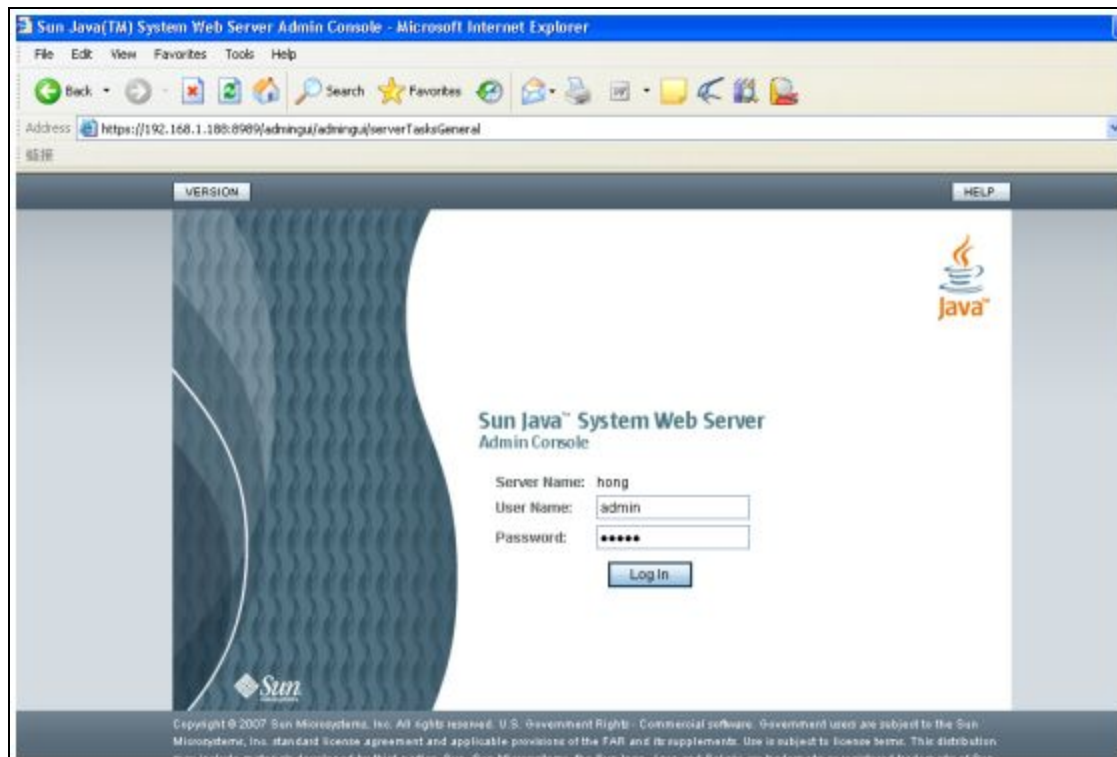 Sun Java(TM) System Web Server Admin Console - Microsoft Internet Explorer
File Edit View Favorites Tools Help
Back Search Favorites
Address https://192.168.1.188:8989/admingui/admingui/serverTasksGeneral
链接
VERSION HELP
Java™
Sun Java™ System Web Server
Admin Console
Server Name: hong
User Name: admin
Password: •••••
Log In
Sun
Copyright © 2007 Sun Microsystems, Inc. All rights reserved. U.S. Government Rights - Commercial software. Government users are subject to the Sun
Microsystems, Inc. standard license agreement and applicable provisions of the FAR and its supplements. Use is subject to license terms. This distribution